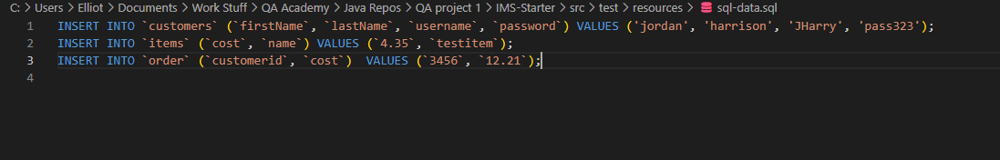 C: > Users > Elliot > Documents > Work Stuff > QA Academy > Java Repos > QA project 1 > IMS-Starter > src > test > resources > sql-data.sql
1 INSERT INTO `customers` (`firstName`, `lastName`, `username`, `password`) VALUES ('jordan', 'harrison', 'JHarry', 'pass323');
2 INSERT INTO `items` (`cost`, `name`) VALUES (`4.35`, `testitem`);
3 INSERT INTO `order` (`customerid`, `cost`)  VALUES (`3456`, `12.21`);
4